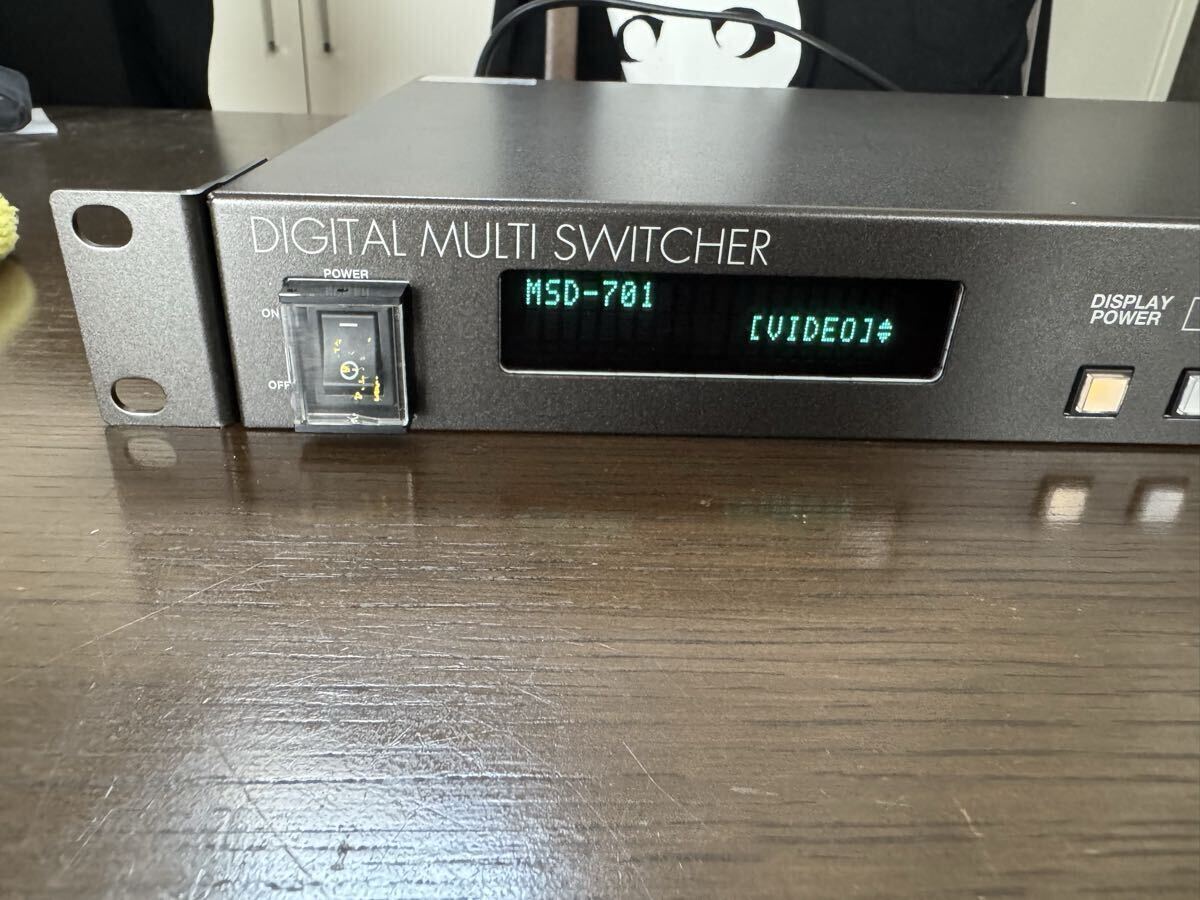 DIGITAL MULTI SWITCHER
POWER
ON
OFF
MSD-701
[VIDEO]
DISPLAY
POWER